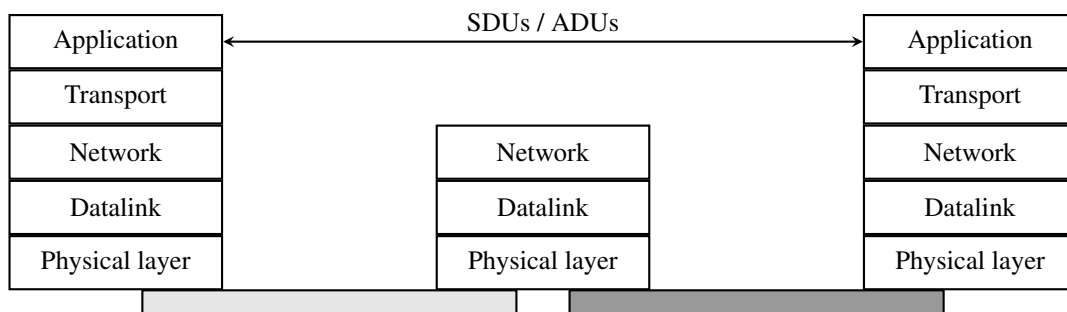 SDUs / ADUs
Application
Application
Transport
Transport
Network
Network
Network
Datalink
Datalink
Datalink
Physical layer
Physical layer
Physical layer